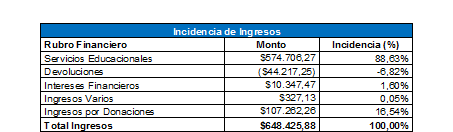 Incidencia de Ingresos
Rubro Financiero Monto Incidencia (%)
Servicios Educacionales $574.706,27 88,63%
Devoluciones ($44.217,25) -6,82%
Intereses Financieros $10.347,47 1,60%
Ingresos Varios $327,13 0,05%
Ingresos por Donaciones $107.262,26 16,54%
Total Ingresos $648.425,88 100,00%